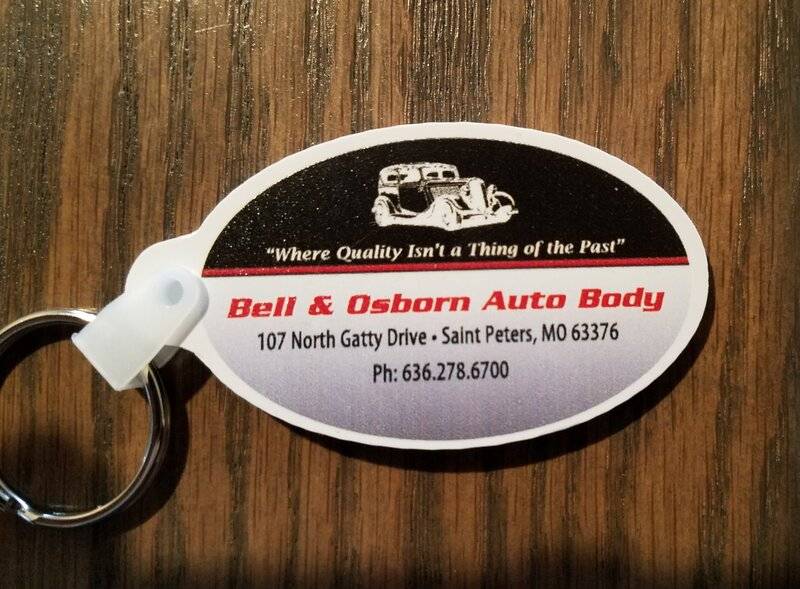 "Where Quality Isn't a Thing of the Past"
Bell & Osborn Auto Body
107 North Gatty Drive • Saint Peters, MO 63376
Ph: 636.278.6700